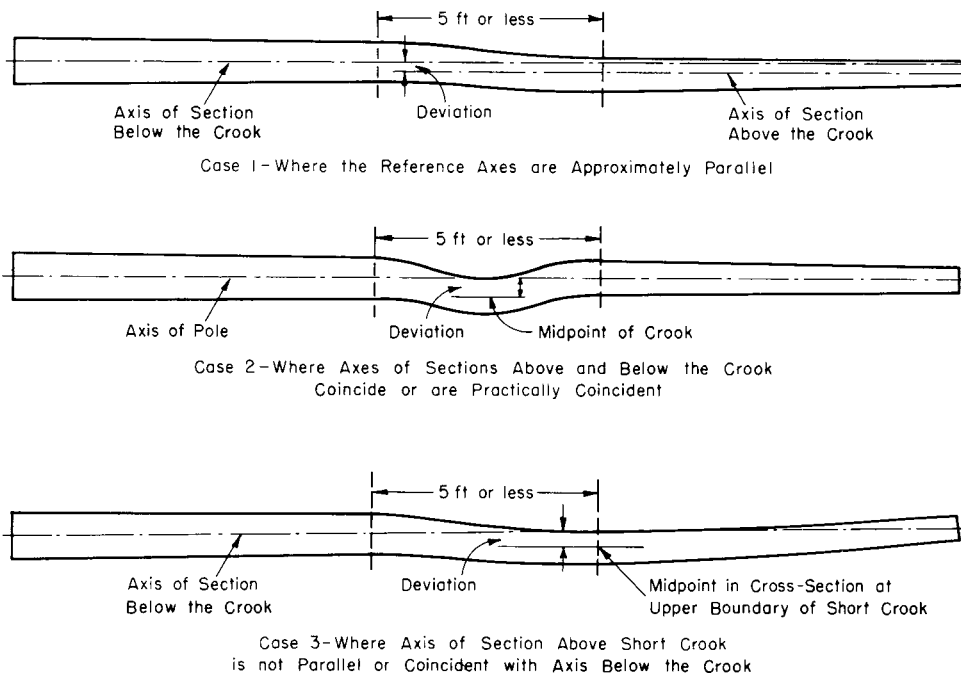 5 ft or less
Axis of Section
Below the Crook
Deviation
Axis of Section
Above the Crook
Case 1-Where the Reference Axes are Approximately Parallel
5 ft or less
Axis of Pole
Deviation
Midpoint of Crook
Case 2-Where Axes of Sections Above and Below the Crook
Coincide or are Practically Coincident
5 ft or less
Axis of Section
Below the Crook
Deviation
Midpoint in Cross-Section at
Upper Boundary of Short Crook
Case 3-Where Axis of Section Above Short Crook
is not Parallel or Coincident with Axis Below the Crook